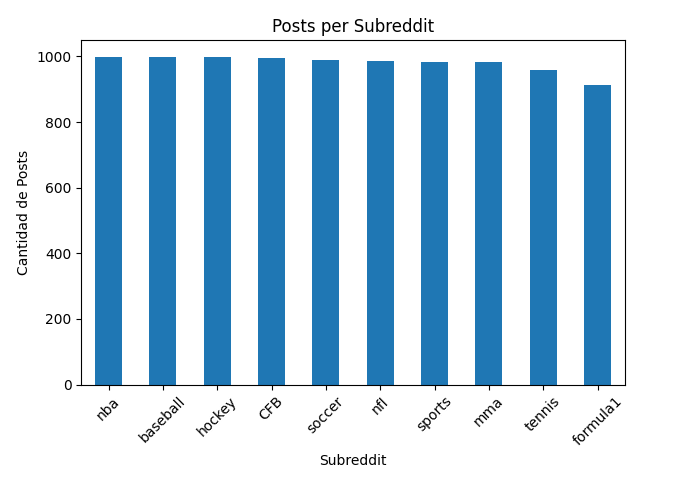 Posts per Subreddit
Cantidad de Posts
1000
800
600
400
200
0
nba
baseball
hockey
CFB
soccer
nfl
sports
mma
tennis
formula1
Subreddit